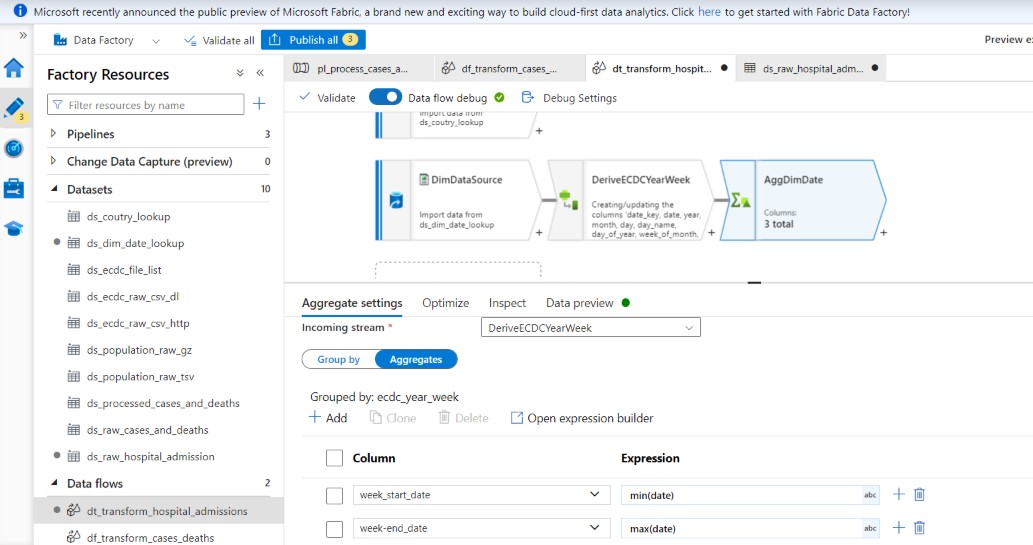 Microsoft recently announced the public preview of Microsoft Fabric, a brand new and exciting way to build cloud-first data analytics. Click here to get started with Fabric Data Factory!
Data Factory
Validate all
Publish all 3
Preview ex
3
Factory Resources
Filter resources by name
Pipelines 3
Change Data Capture (preview) 0
Datasets 10
ds_coutry_lookup
ds_dim_date_lookup
ds_ecdc_file_list
ds_ecdc_raw_csv_dl
ds_ecdc_raw_csv_http
ds_population_raw_gz
ds_population_raw_tsv
ds_processed_cases_and_deaths
ds_raw_cases_and_deaths
ds_raw_hospital_admission
Data flows 2
dt_transform_hospital_admissions
df_transform_cases_deaths
pl_process_cases_a...
df_transform_cases_...
dt_transform_hospit...
ds_raw_hospital_adm...
Validate
Data flow debug
Debug Settings
Import data from
ds_coutry_lookup
DimDataSource
Import data from
ds_dim_date_lookup
DeriveECDCYearWeek
Creating/updating the
columns 'date_key, date, year,
month, day, day_name,
day_of_year, week_of_month,
AggDimDate
Columns:
3 total
Aggregate settings
Optimize
Inspect
Data preview
Incoming stream *
DeriveECDCYearWeek
Group by
Aggregates
Grouped by: ecdc_year_week
Add
Clone
Delete
Open expression builder
Column
Expression
week_start_date
min(date)
abc
week-end_date
max(date)
abc